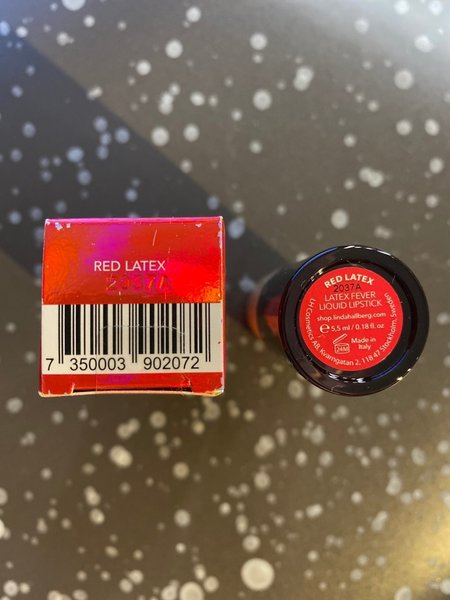 RED LATEX
2037A
7 350003 902072
RED LATEX
2037A
LATEX FEVER
LIQUID LIPSTICK
shop.lindahallberg.com
e 5,5 ml / 0.18 fl. oz
24M
Made in
Italy
LH Cosmetics AB, Kvarngatan 2, 118 47 Stockholm, Sweden